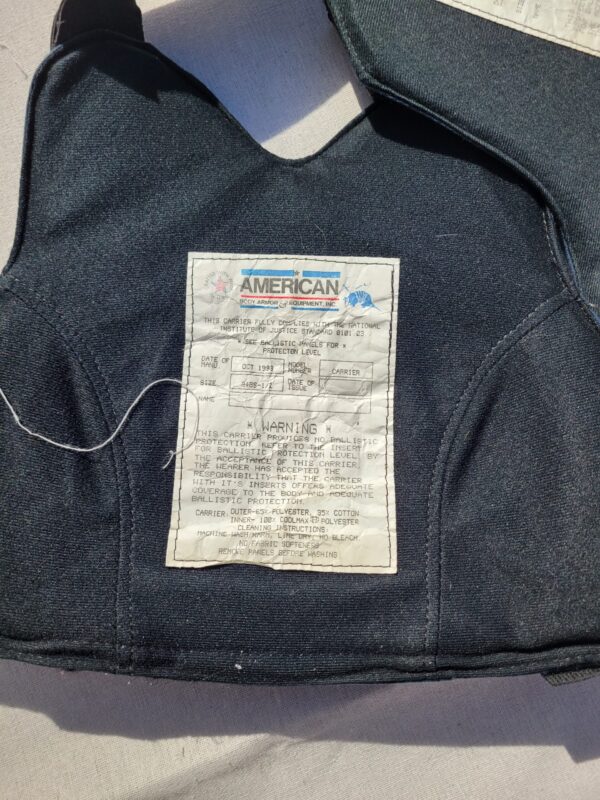 AMERICAN
BODY ARMOR & EQUIPMENT, INC.
THIS CARRIER FULLY COMPLIES WITH THE NATIONAL
INSTITUTE OF JUSTICE STANDARD 0101.03
* SEE BALLISTIC PANELS FOR *
PROTECTION LEVEL
DATE OF MANF OCT 1993 MODEL NUMBER CARRIER
SIZE DATE OF ISSUE
NAME
* WARNING *
THIS CARRIER PROVIDES NO BALLISTIC
PROTECTION. REFER TO THE INSERT
FOR BALLISTIC PROTECTION LEVEL. BY
THE ACCEPTANCE OF THIS CARRIER
THE WEARER HAS ACCEPTED THE
RESPONSIBILITY THAT THE CARRIER
WITH IT'S INSERTS OFFERS ADEQUATE
COVERAGE TO THE BODY AND ADEQUATE
BALLISTIC PROTECTION.
CARRIER: OUTER-65% POLYESTER, 35% COTTON
INNER- 100% COOLMAX POLYESTER
CLEANING INSTRUCTIONS:
MACHINE WASH WARM, LINE DRY, NO BLEACH
NO FABRIC SOFTENERS
REMOVE PANELS BEFORE WASHING